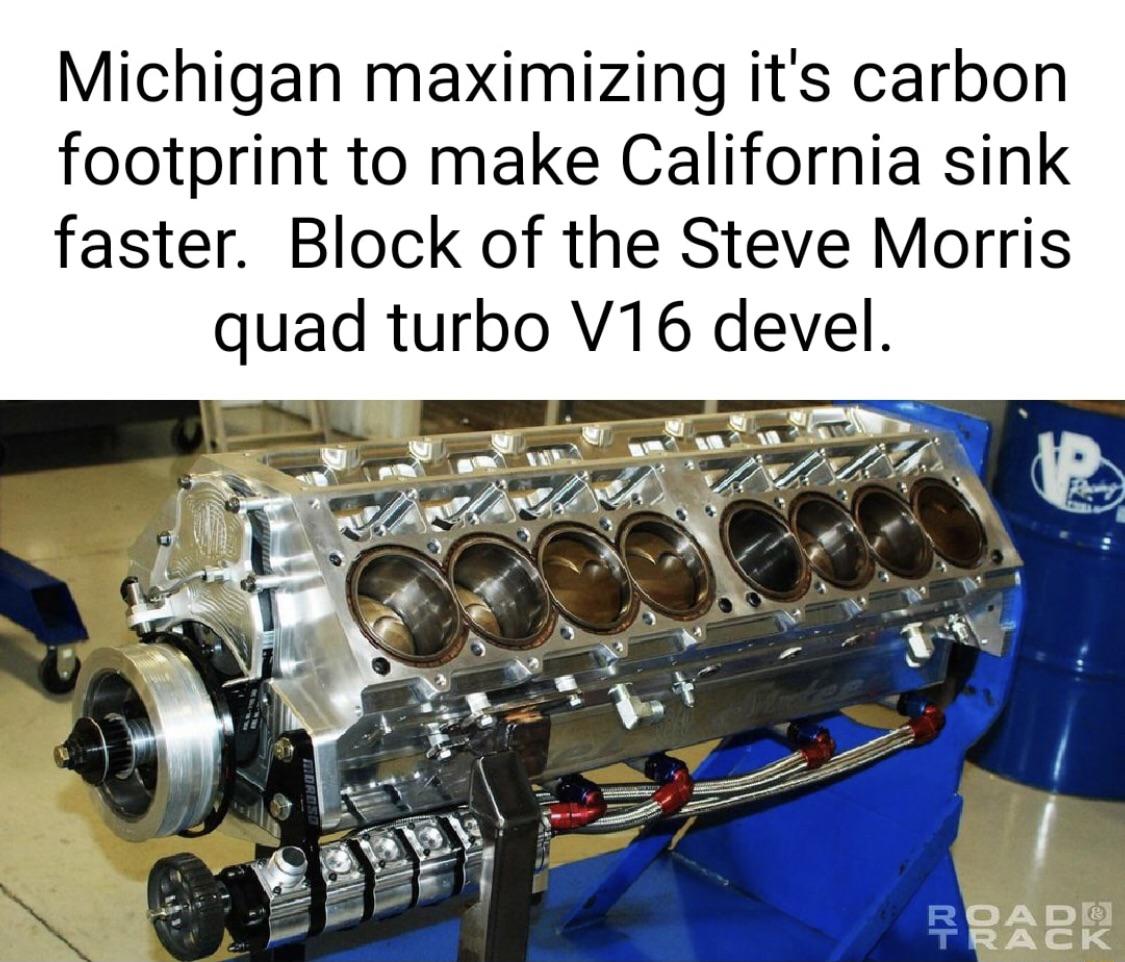 Michigan maximizing it's carbon
footprint to make California sink
faster.  Block of the Steve Morris
quad turbo V16 devel.
VP
Racing
MOROSO
ROAD&
TRACK